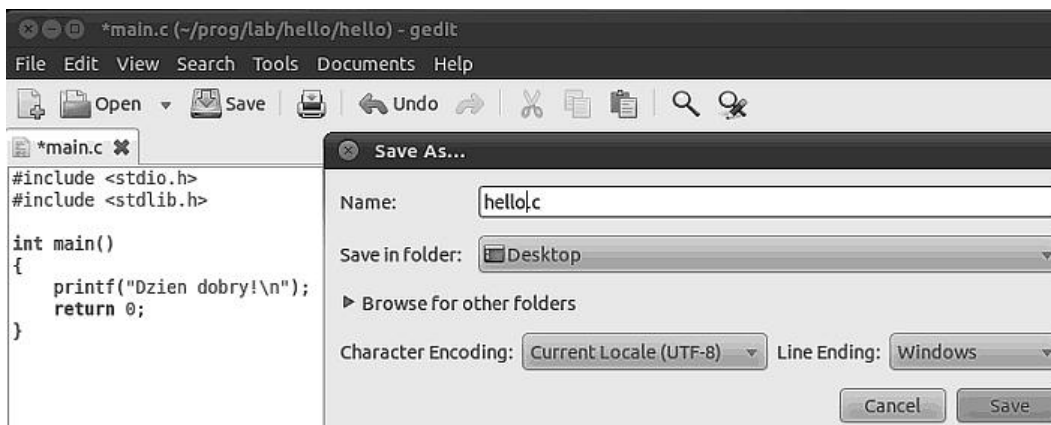 *main.c (~/prog/lab/hello/hello) - gedit
File Edit View Search Tools Documents Help
Open Save Undo
*main.c
#include <stdio.h>
#include <stdlib.h>
int main()
{
printf("Dzien dobry!\n");
return 0;
}
Save As...
Name: hello.c
Save in folder: Desktop
Browse for other folders
Character Encoding: Current Locale (UTF-8) Line Ending: Windows
Cancel Save